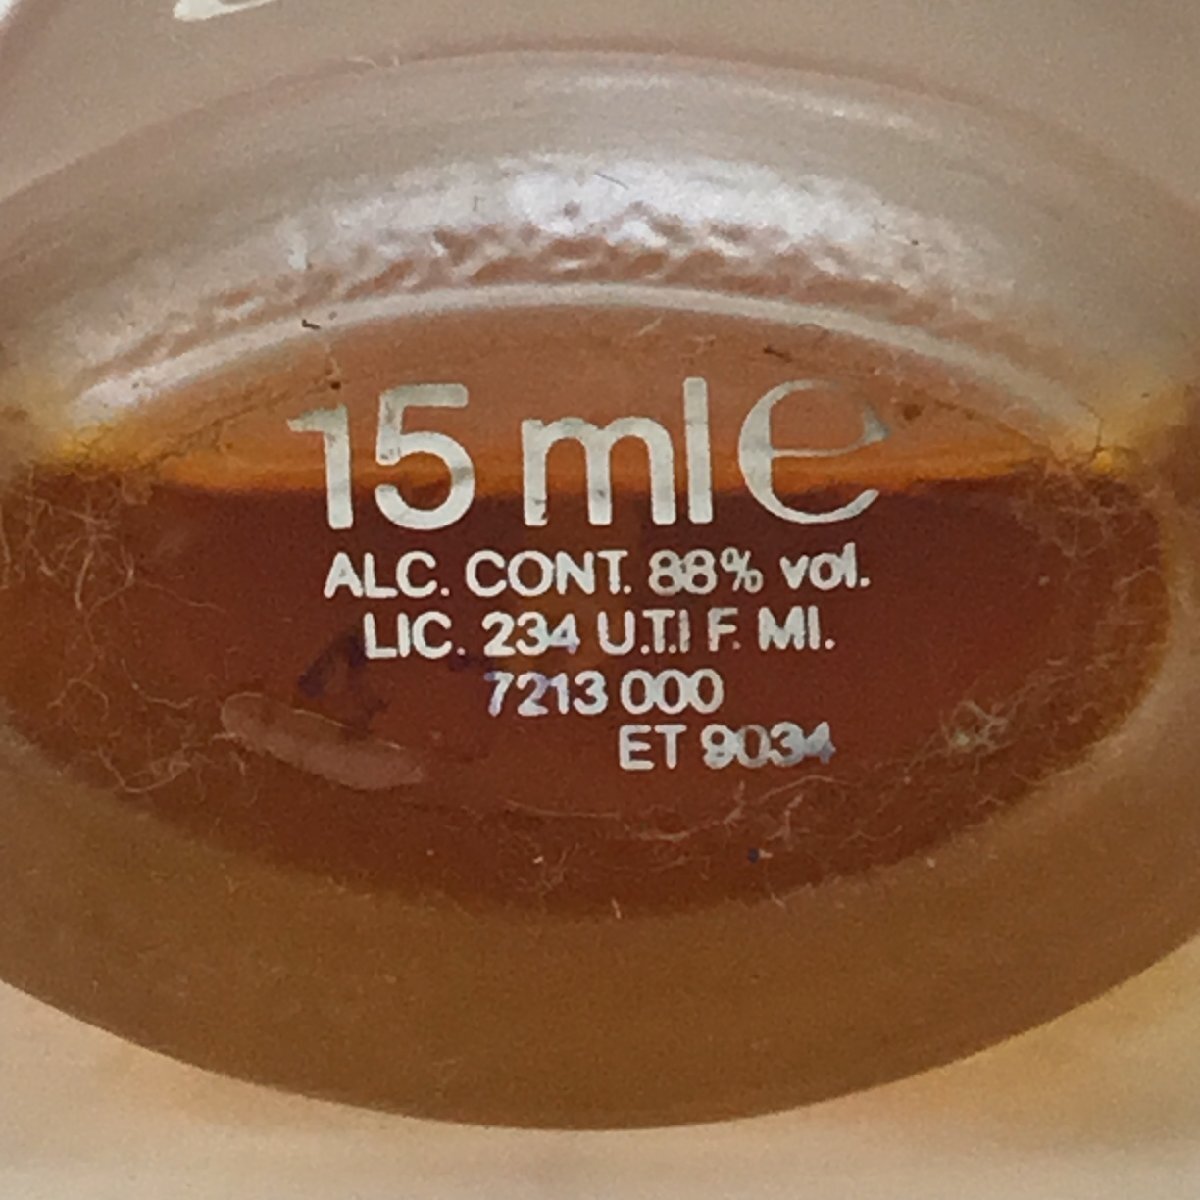 15 ml ℮
ALC. CONT. 88% vol.
LIC. 234 U.T.I F. MI.
7213 000
ET 9034